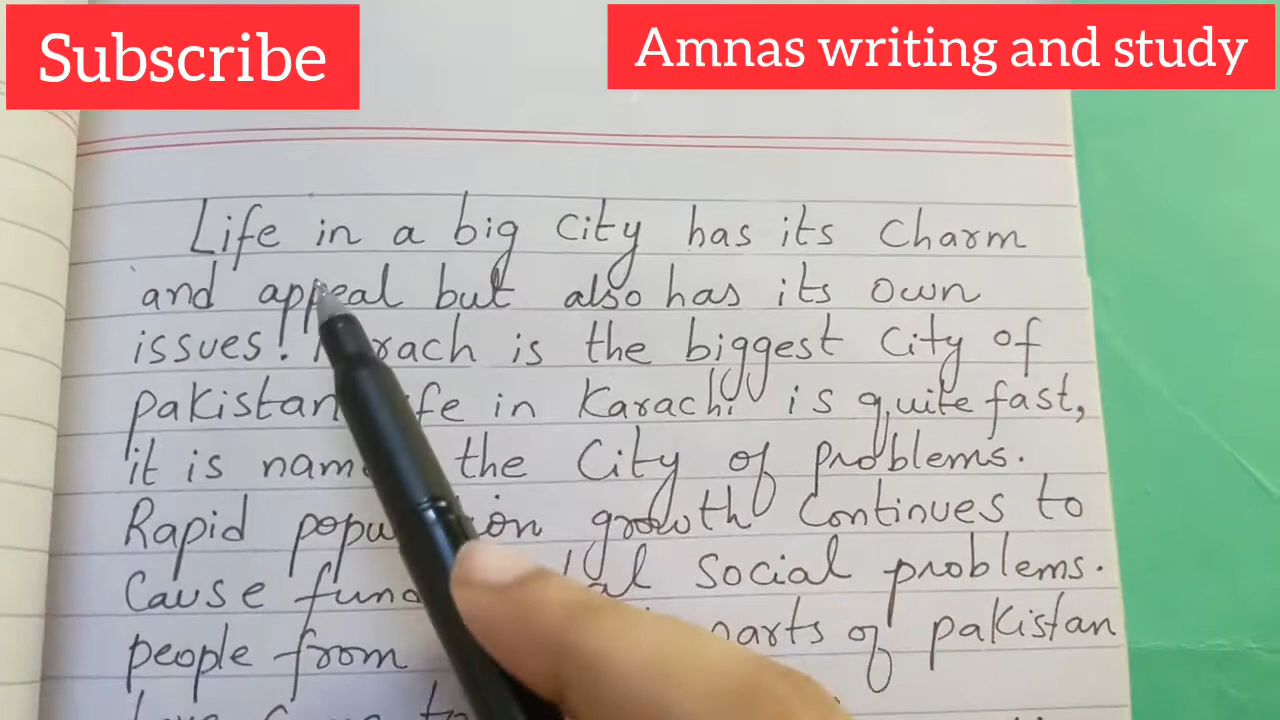 Subscribe
Amnas writing and study
Life in a big City has its Charm
and appeal but also has its own
issues! is the biggest City of
pakistan in Karachi is quite fast,
it is the City of problems.
Rapid growth Continues to
Cause social problems.
people from parts of pakistan